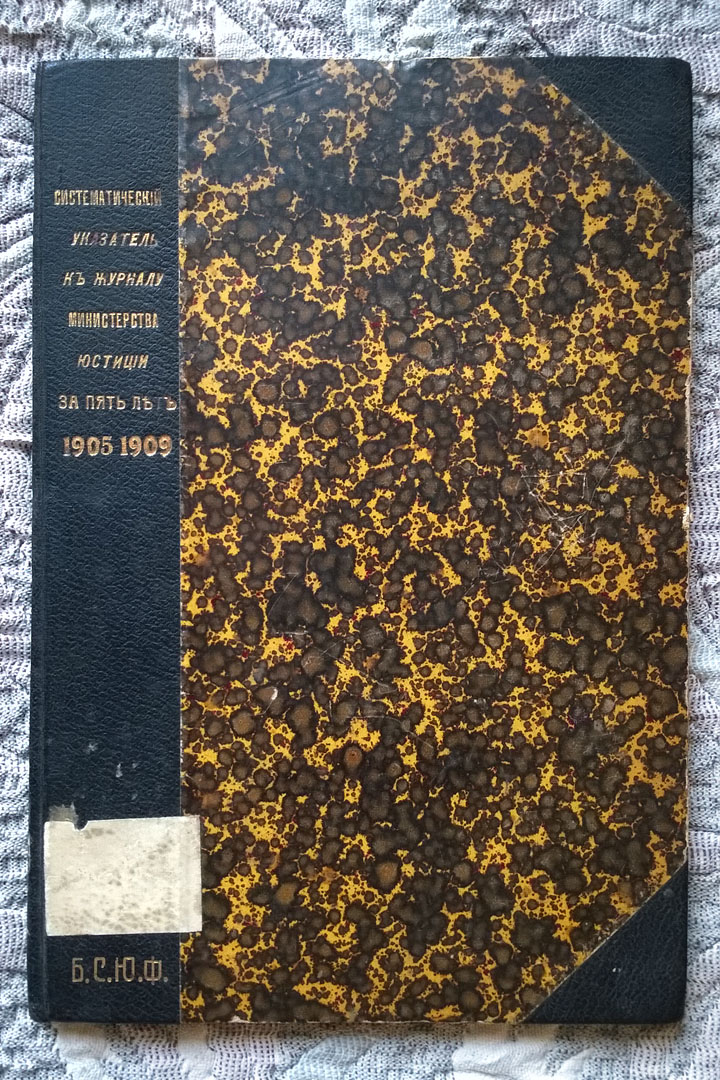 СИСТЕМАТИЧЕСКІЙ
УКАЗАТЕЛЬ
КЪ ЖУРНАЛУ
МИНИСТЕРСТВА
ЮСТИЦІИ
ЗА ПЯТЬ ЛѢТЪ
1905 1909
Б.С.Ю.Ф.